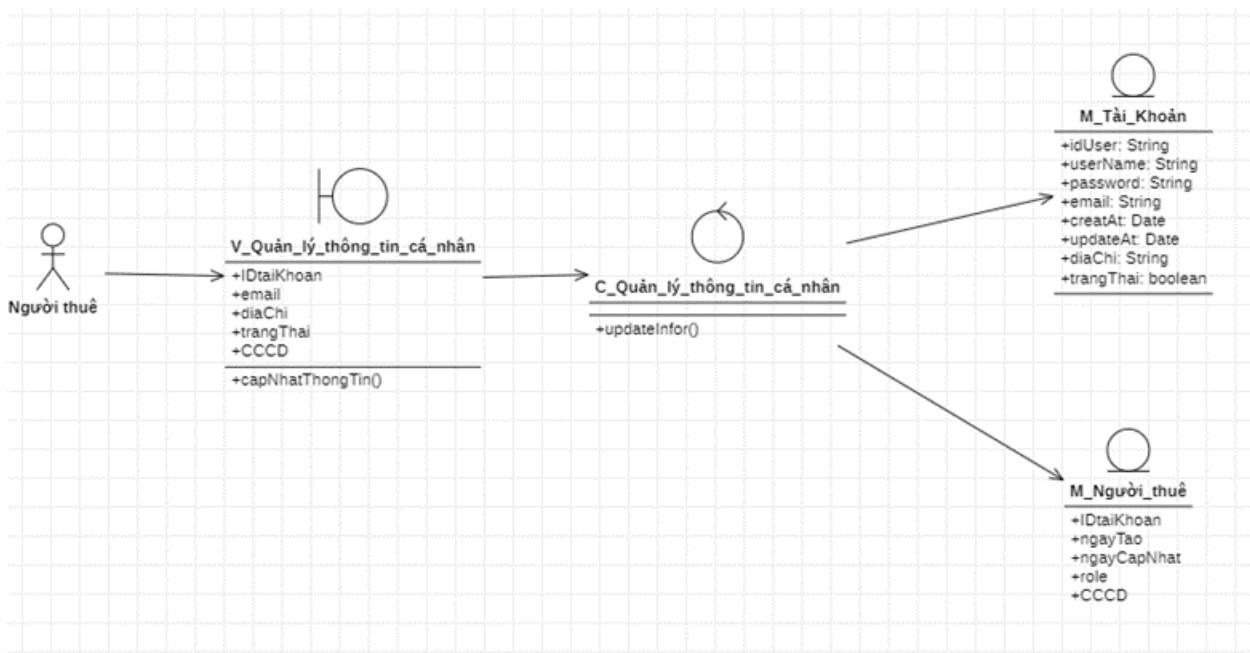 Người thuê
V_Quản_lý_thông_tin_cá_nhân
+IDtaiKhoan
+email
+diaChi
+trangThai
+CCCD
+capNhatThongTin()
C_Quản_lý_thông_tin_cá_nhân
+updateInfor()
M_Tài_Khoản
+idUser: String
+userName: String
+password: String
+email: String
+creatAt: Date
+updateAt: Date
+diaChi: String
+trangThai: boolean
M_Người_thuê
+IDtaiKhoan
+ngayTao
+ngayCapNhat
+role
+CCCD